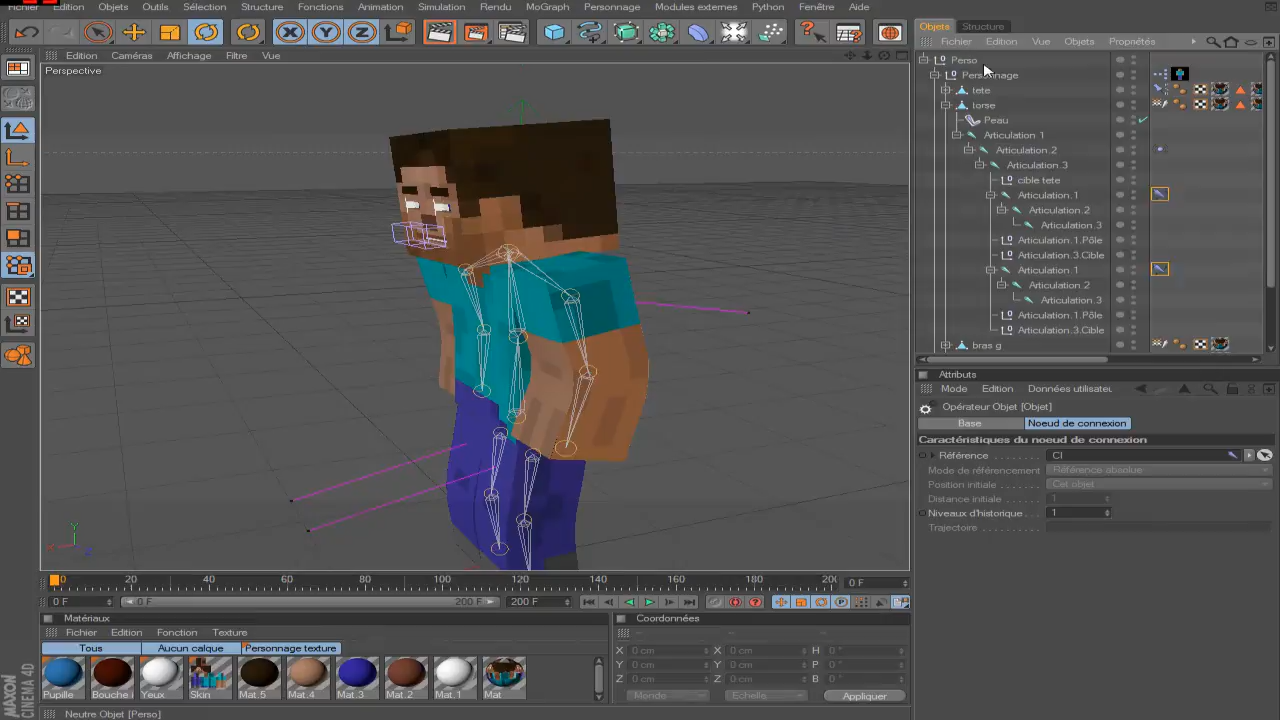 Fichier Edition Objets Outils Sélection Structure Fonctions Animation Simulation Rendu MoGraph Personnage Modules externes Python Fenêtre Aide
Edition Caméras Affichage Filtre Vue
Perspective
Objets Structure
Fichier Edition Vue Objets Propriétés
Perso
Personnage
tete
torse
Peau
Articulation 1
Articulation.2
Articulation.3
cible tete
Articulation.1
Articulation.2
Articulation.3
Articulation.1.Pôle
Articulation.3.Cible
Articulation.1
Articulation.2
Articulation.3
Articulation.1.Pôle
Articulation.3.Cible
bras g
Attributs
Mode Edition Données utilisateu
Opérateur Objet [Objet]
Base Noeud de connexion
Caractéristiques du noeud de connexion
Référence CI
Mode de référencement Référence absolue
Position initiale Cet objet
Distance initiale 1
Niveaux d'historique 1
Trajectoire
0 20 40 60 80 100 120 140 160 180 20 0 F
0 F 0 F 200 F 200 F
Matériaux
Fichier Edition Fonction Texture
Tous Aucun calque Personnage texture
Pupille Bouche i Yeux Skin Mat.5 Mat.4 Mat.3 Mat.2 Mat.1 Mat
Coordonnées
X 0 cm X 0 cm H 0 °
Y 0 cm Y 0 cm P 0 °
Z 0 cm Z 0 cm B 0 °
Monde Echelle Appliquer
MAXON
CINEMA 4D
Neutre Objet [Perso]